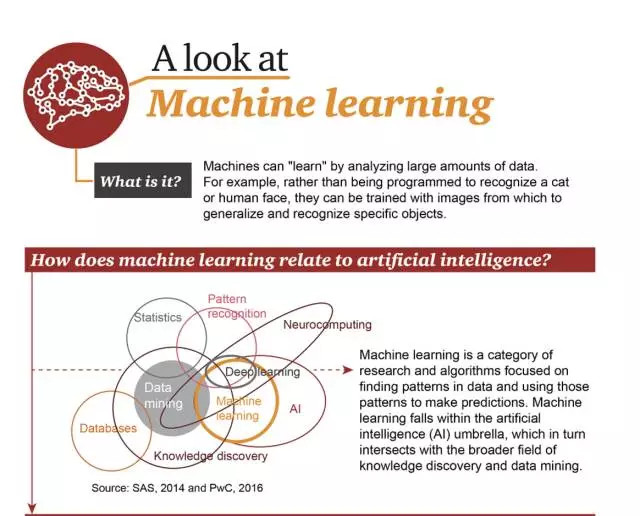 A look at
Machine learning
What is it?
Machines can "learn" by analyzing large amounts of data.
For example, rather than being programmed to recognize a cat
or human face, they can be trained with images from which to
generalize and recognize specific objects.
How does machine learning relate to artificial intelligence?
Statistics
Pattern
recognition
Neurocomputing
Data
mining
Deep learning
Machine
learning
AI
Databases
Knowledge discovery
Machine learning is a category of
research and algorithms focused on
finding patterns in data and using those
patterns to make predictions. Machine
learning falls within the artificial
intelligence (AI) umbrella, which in turn
intersects with the broader field of
knowledge discovery and data mining.
Source: SAS, 2014 and PwC, 2016